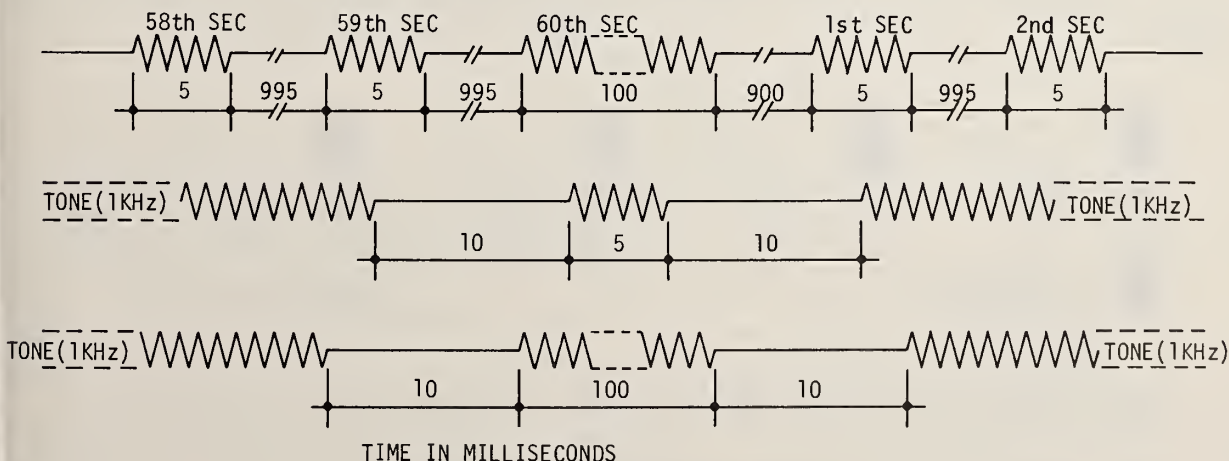 58th SEC 59th SEC 60th SEC 1st SEC 2nd SEC
5 995 5 995 100 900 5 995 5
TONE(1KHz) TONE(1KHz)
10 5 10
TONE(1KHz) TONE(1KHz)
10 100 10
TIME IN MILLISECONDS